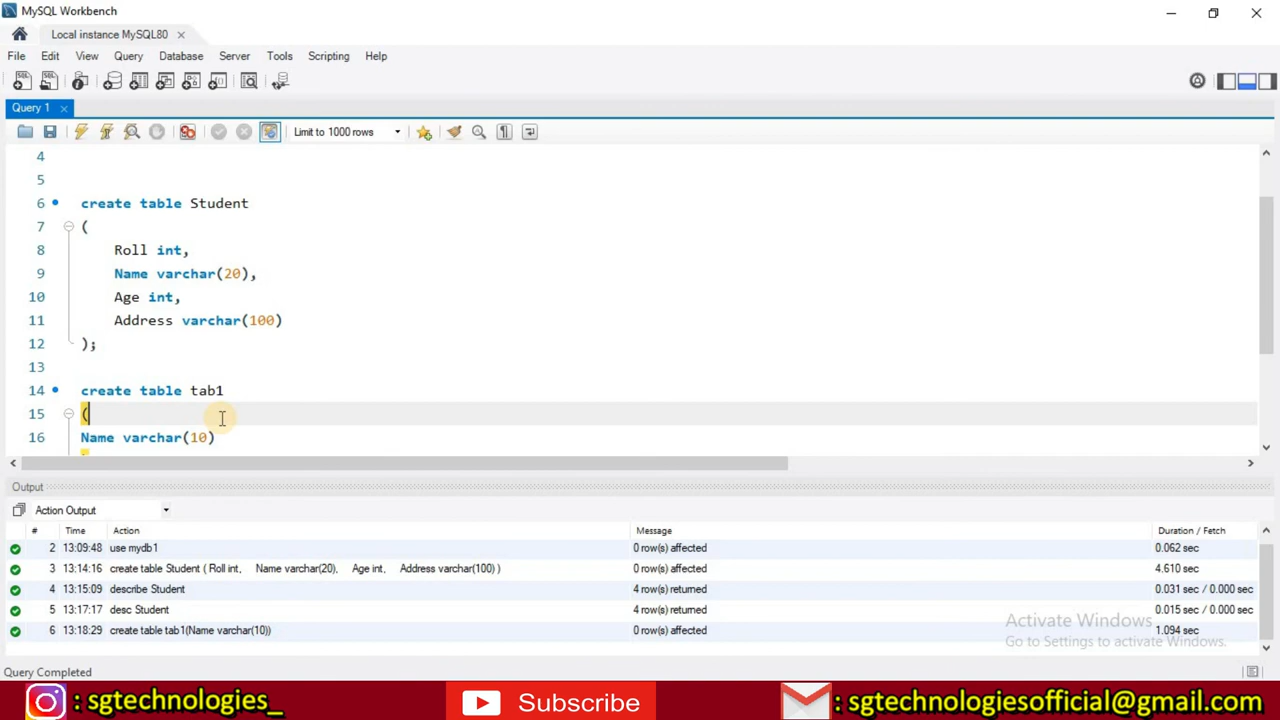 MySQL Workbench
Local instance MySQL80
File Edit View Query Database Server Tools Scripting Help
Query 1
Limit to 1000 rows
4
5
6 create table Student
7 (
8 Roll int,
9 Name varchar(20),
10 Age int,
11 Address varchar(100)
12 );
13
14 create table tab1
15 (
16 Name varchar(10)
Output
Action Output
# Time Action Message Duration / Fetch
2 13:09:48 use mydb1 0 row(s) affected 0.062 sec
3 13:14:16 create table Student ( Roll int, Name varchar(20), Age int, Address varchar(100) ) 0 row(s) affected 4.610 sec
4 13:15:09 describe Student 4 row(s) returned 0.031 sec / 0.000 sec
5 13:17:17 desc Student 4 row(s) returned 0.015 sec / 0.000 sec
6 13:18:29 create table tab1(Name varchar(10)) 0 row(s) affected 1.094 sec
Activate Windows
Go to Settings to activate Windows.
Query Completed
: sgtechnologies_ Subscribe : sgtechnologiesofficial@gmail.com